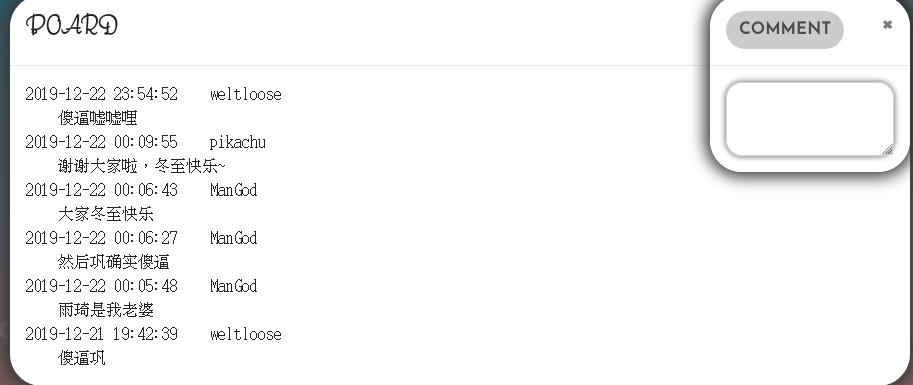 BOARD
COMMENT
2019-12-22 23:54:52 weltloose
傻逼嘘嘘哩
2019-12-22 00:09:55 pikachu
谢谢大家啦，冬至快乐~
2019-12-22 00:06:43 ManGod
大家冬至快乐
2019-12-22 00:06:27 ManGod
然后巩确实傻逼
2019-12-22 00:05:48 ManGod
雨琦是我老婆
2019-12-21 19:42:39 weltloose
傻逼巩